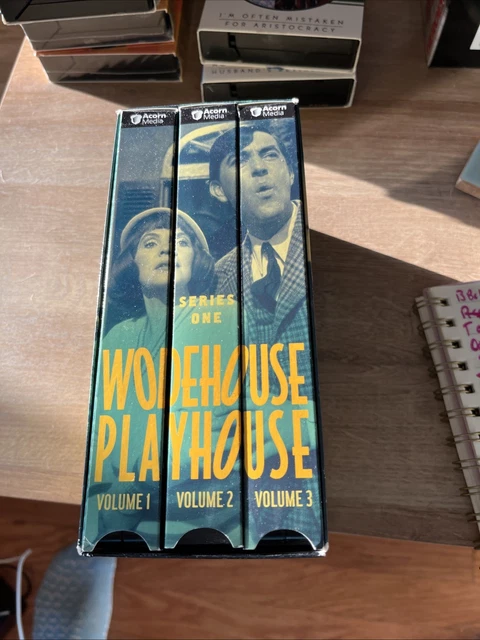 I'M OFTEN MISTAKEN
FOR ARISTOCRACY
HUSBAND
Acorn
Media
Acorn
Media
Acorn
Media
SERIES
ONE
WODEHOUSE
PLAYHOUSE
VOLUME 1 VOLUME 2 VOLUME 3